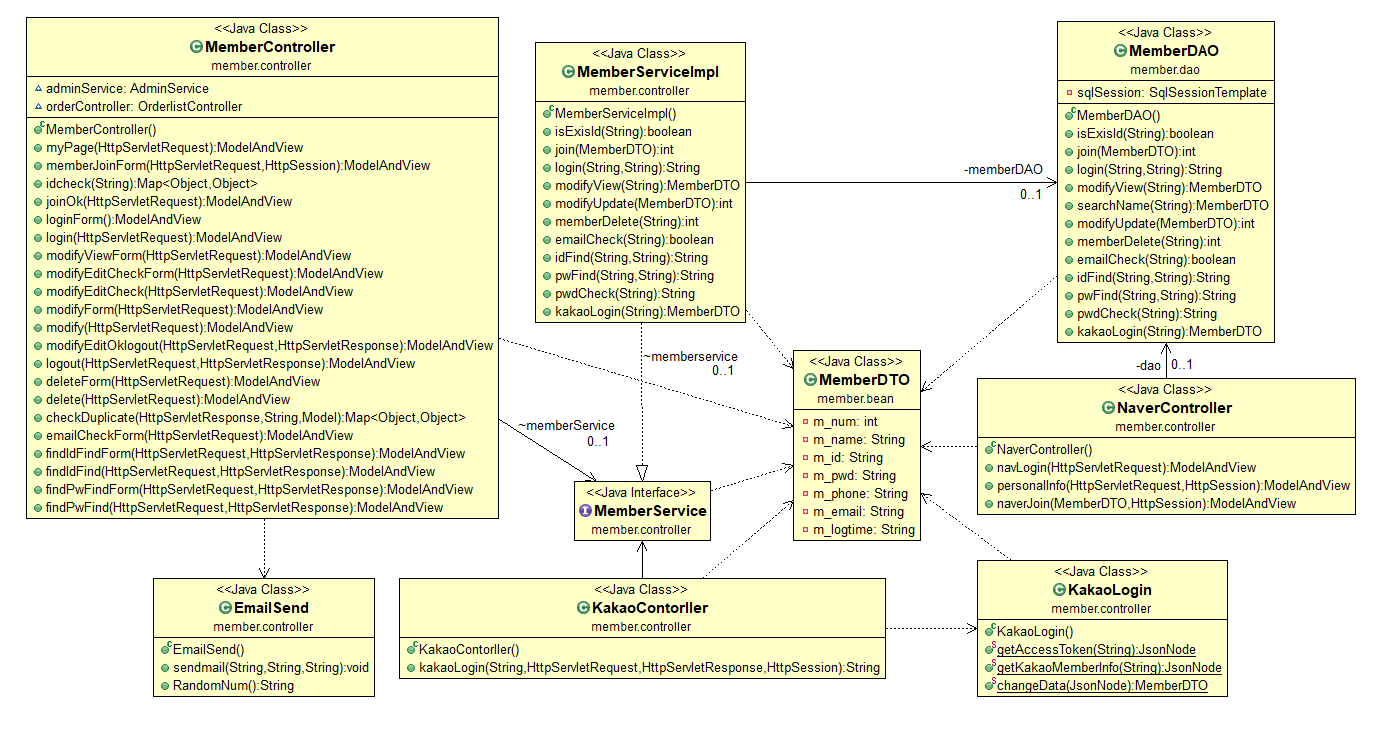 <<Java Class>>
MemberController
member.controller
adminService: AdminService
orderController: OrderlistController
MemberController()
myPage(HttpServletRequest):ModelAndView
memberJoinForm(HttpServletRequest,HttpSession):ModelAndView
idcheck(String):Map<Object,Object>
joinOk(HttpServletRequest):ModelAndView
loginForm():ModelAndView
login(HttpServletRequest):ModelAndView
modifyViewForm(HttpServletRequest):ModelAndView
modifyEditCheckForm(HttpServletRequest):ModelAndView
modifyEditCheck(HttpServletRequest):ModelAndView
modifyForm(HttpServletRequest):ModelAndView
modify(HttpServletRequest):ModelAndView
modifyEditOklogout(HttpServletRequest,HttpServletResponse):ModelAndView
logout(HttpServletRequest,HttpServletResponse):ModelAndView
deleteForm(HttpServletRequest):ModelAndView
delete(HttpServletRequest):ModelAndView
checkDuplicate(HttpServletResponse,String,Model):Map<Object,Object>
emailCheckForm(HttpServletRequest):ModelAndView
findIdFindForm(HttpServletRequest,HttpServletResponse):ModelAndView
findIdFind(HttpServletRequest,HttpServletResponse):ModelAndView
findPwFindForm(HttpServletRequest,HttpServletResponse):ModelAndView
findPwFind(HttpServletRequest,HttpServletResponse):ModelAndView
<<Java Class>>
MemberServiceImpl
member.controller
MemberServiceImpl()
isExisId(String):boolean
join(MemberDTO):int
login(String,String):String
modifyView(String):MemberDTO
modifyUpdate(MemberDTO):int
memberDelete(String):int
emailCheck(String):boolean
idFind(String,String):String
pwFind(String,String):String
pwdCheck(String):String
kakaoLogin(String):MemberDTO
-memberDAO
0..1
<<Java Class>>
MemberDAO
member.dao
sqlSession: SqlSessionTemplate
MemberDAO()
isExisId(String):boolean
join(MemberDTO):int
login(String,String):String
modifyView(String):MemberDTO
searchName(String):MemberDTO
modifyUpdate(MemberDTO):int
memberDelete(String):int
emailCheck(String):boolean
idFind(String,String):String
pwFind(String,String):String
pwdCheck(String):String
kakaoLogin(String):MemberDTO
~memberservice
0..1
~memberService
0..1
<<Java Class>>
MemberDTO
member.bean
m_num: int
m_name: String
m_id: String
m_pwd: String
m_phone: String
m_email: String
m_logtime: String
-dao 0..1
<<Java Class>>
NaverController
member.controller
NaverController()
navLogin(HttpServletRequest):ModelAndView
personalInfo(HttpServletRequest,HttpSession):ModelAndView
naverJoin(MemberDTO,HttpSession):ModelAndView
<<Java Interface>>
MemberService
member.controller
<<Java Class>>
EmailSend
member.controller
EmailSend()
sendmail(String,String,String):void
RandomNum():String
<<Java Class>>
KakaoContorller
member.controller
KakaoContorller()
kakaoLogin(String,HttpServletRequest,HttpServletResponse,HttpSession):String
<<Java Class>>
KakaoLogin
member.controller
KakaoLogin()
getAccessToken(String):JsonNode
getKakaoMemberInfo(String):JsonNode
changeData(JsonNode):MemberDTO